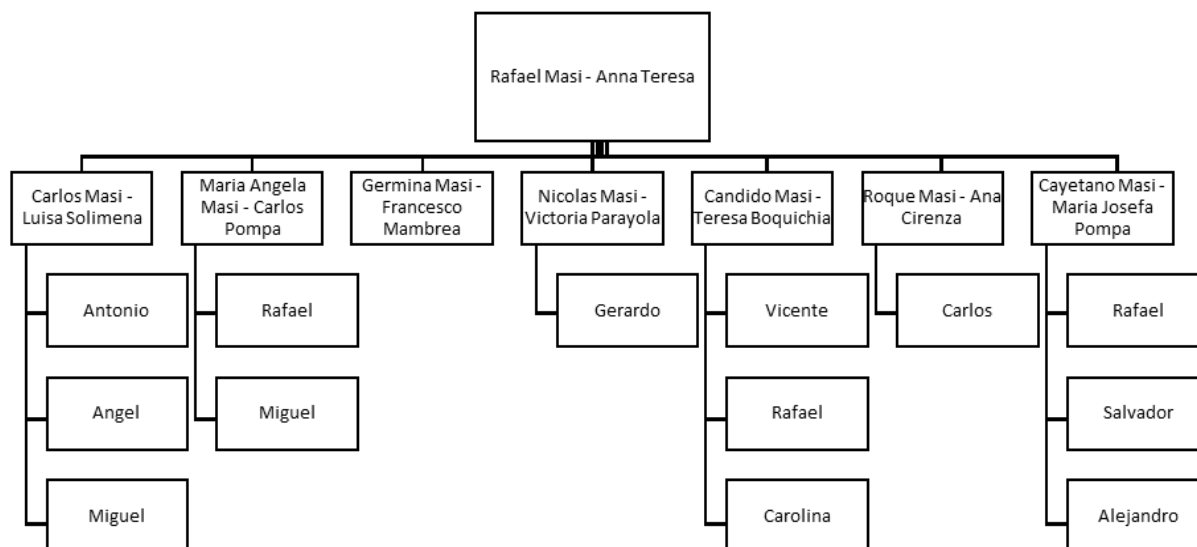 Rafael Masi - Anna Teresa
Carlos Masi -
Luisa Solimena
Maria Angela
Masi - Carlos
Pompa
Germina Masi -
Francesco
Mambrea
Nicolas Masi -
Victoria Parayola
Candido Masi -
Teresa Boquichia
Roque Masi - Ana
Cirenza
Cayetano Masi -
Maria Josefa
Pompa
Antonio
Rafael
Gerardo
Vicente
Carlos
Rafael
Angel
Miguel
Rafael
Salvador
Miguel
Carolina
Alejandro